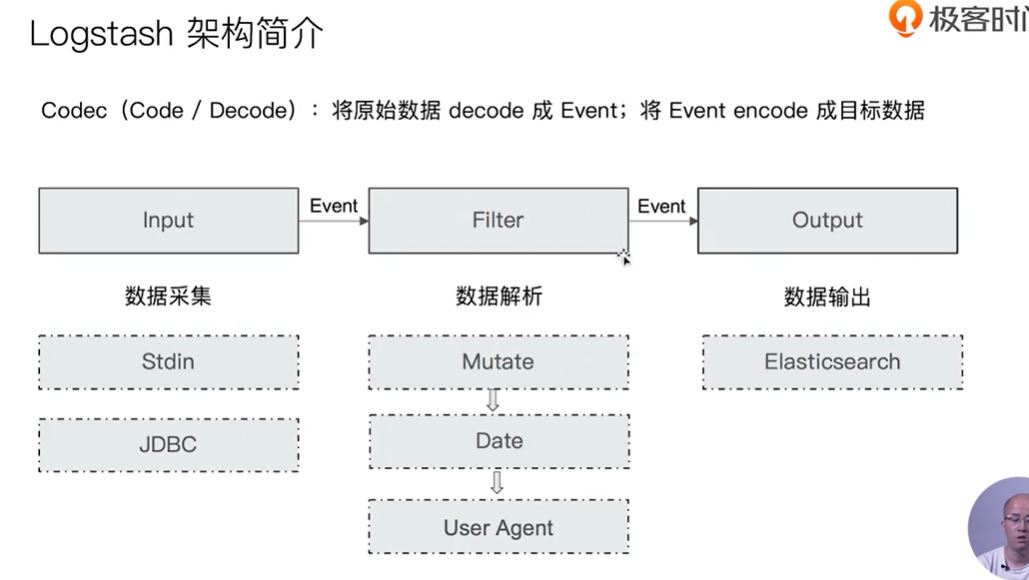 Logstash 架构简介
极客时
Codec（Code / Decode）：将原始数据 decode 成 Event；将 Event encode 成目标数据
Input
Event
Filter
Event
Output
数据采集
数据解析
数据输出
Stdin
Mutate
Elasticsearch
JDBC
Date
User Agent